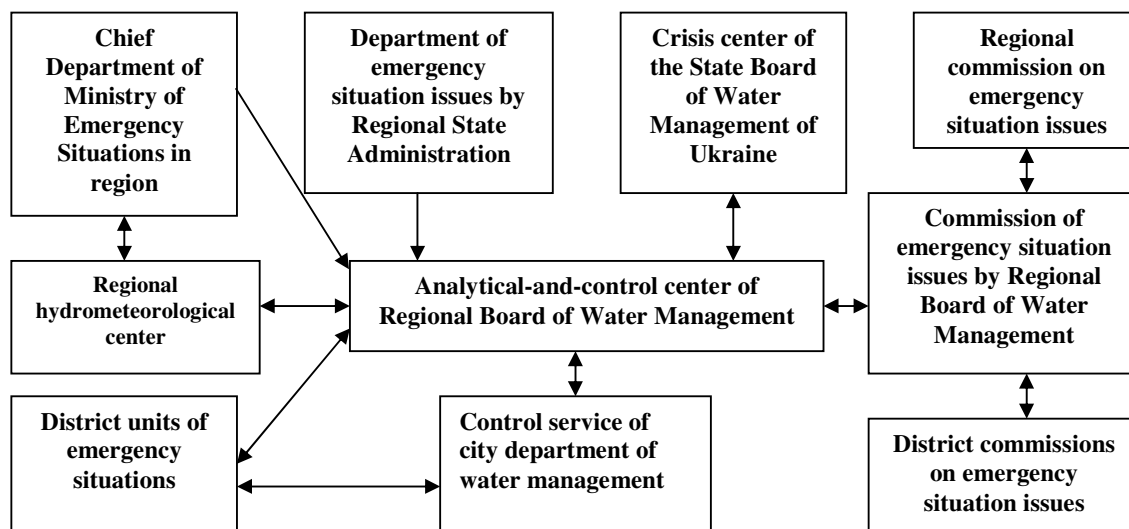 Chief
Department of
Ministry of
Emergency
Situations in
region
Department of
emergency
situation issues by
Regional State
Administration
Crisis center of
the State Board
of Water
Management of
Ukraine
Regional
commission on
emergency
situation issues
Regional
hydrometeorological
center
Analytical-and-control center of
Regional Board of Water Management
Commission of
emergency situation
issues by Regional
Board of Water
Management
District units of
emergency
situations
Control service of
city department of
water management
District commissions
on emergency
situation issues